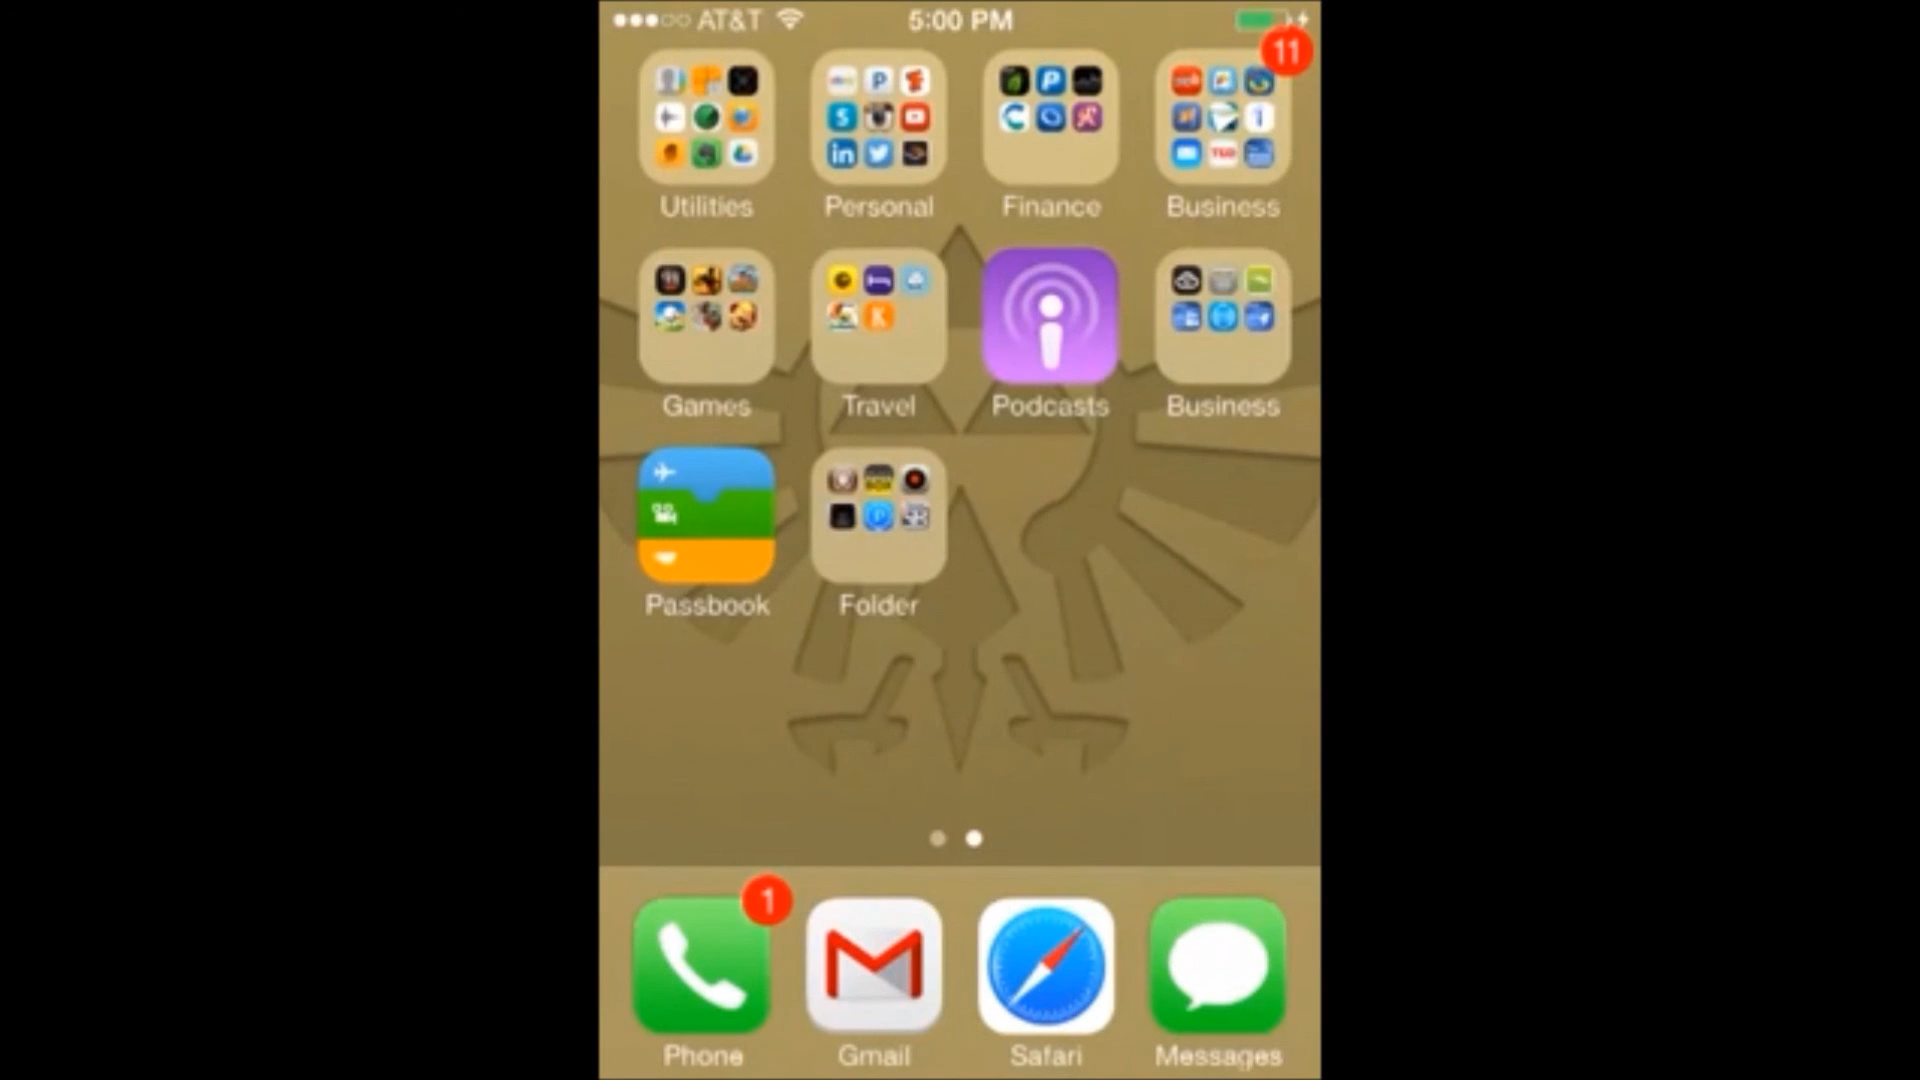 AT&T 5:00 PM
11
Utilities Personal Finance Business
Games Travel Podcasts Business
Passbook Folder
1
Phone Gmail Safari Messages